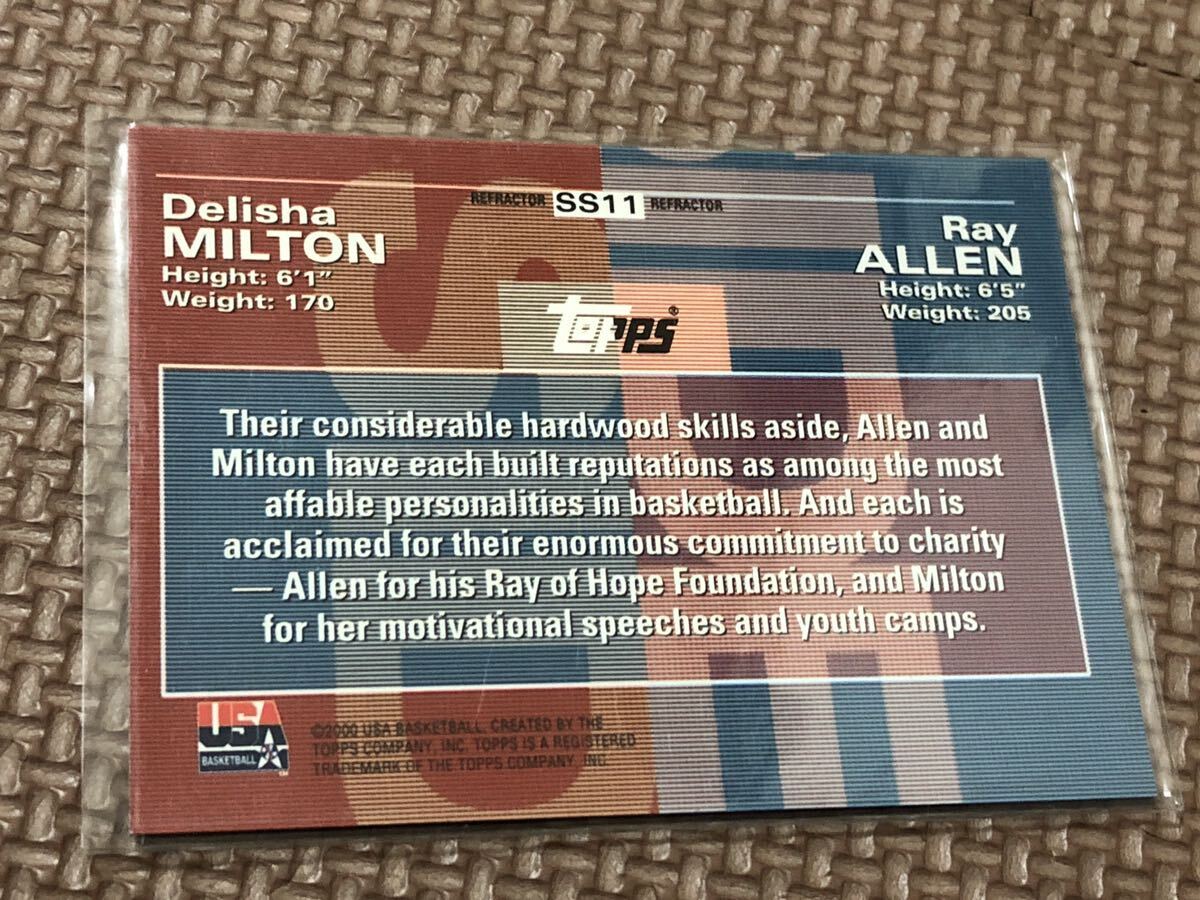 REFRACTOR SS11 REFRACTOR
Delisha
MILTON
Height: 6'1"
Weight: 170
Ray
ALLEN
Height: 6'5"
Weight: 205
Topps®
Their considerable hardwood skills aside, Allen and
Milton have each built reputations as among the most
affable personalities in basketball. And each is
acclaimed for their enormous commitment to charity
— Allen for his Ray of Hope Foundation, and Milton
for her motivational speeches and youth camps.
USA
BASKETBALL
©2000 USA BASKETBALL. CREATED BY THE
TOPPS COMPANY, INC. TOPPS IS A REGISTERED
TRADEMARK OF THE TOPPS COMPANY, INC.